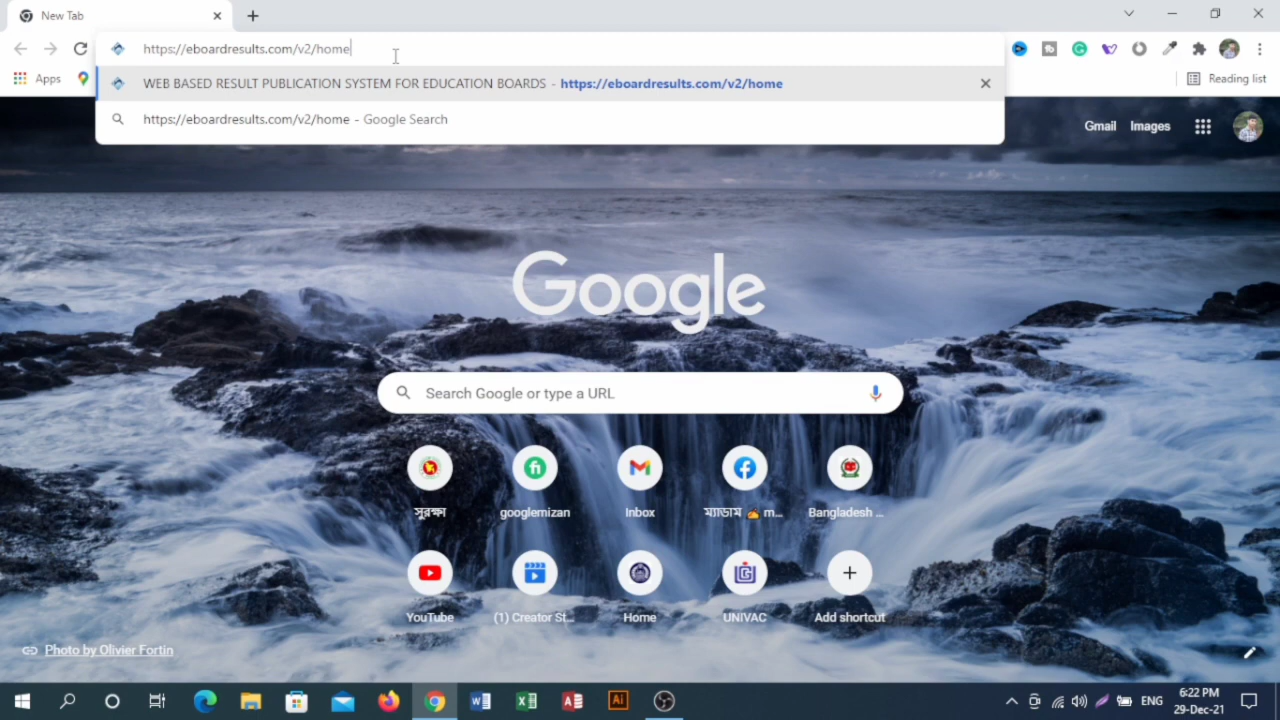 New Tab
https://eboardresults.com/v2/home
WEB BASED RESULT PUBLICATION SYSTEM FOR EDUCATION BOARDS - https://eboardresults.com/v2/home
https://eboardresults.com/v2/home - Google Search
Apps
Reading list
Gmail
Images
Google
Search Google or type a URL
সুরক্ষা
googlemizan
Inbox
ম্যাডাম ✍ m...
Bangladesh ...
YouTube
(1) Creator St...
Home
UNIVAC
Add shortcut
Photo by Olivier Fortin
ENG
6:22 PM
29-Dec-21